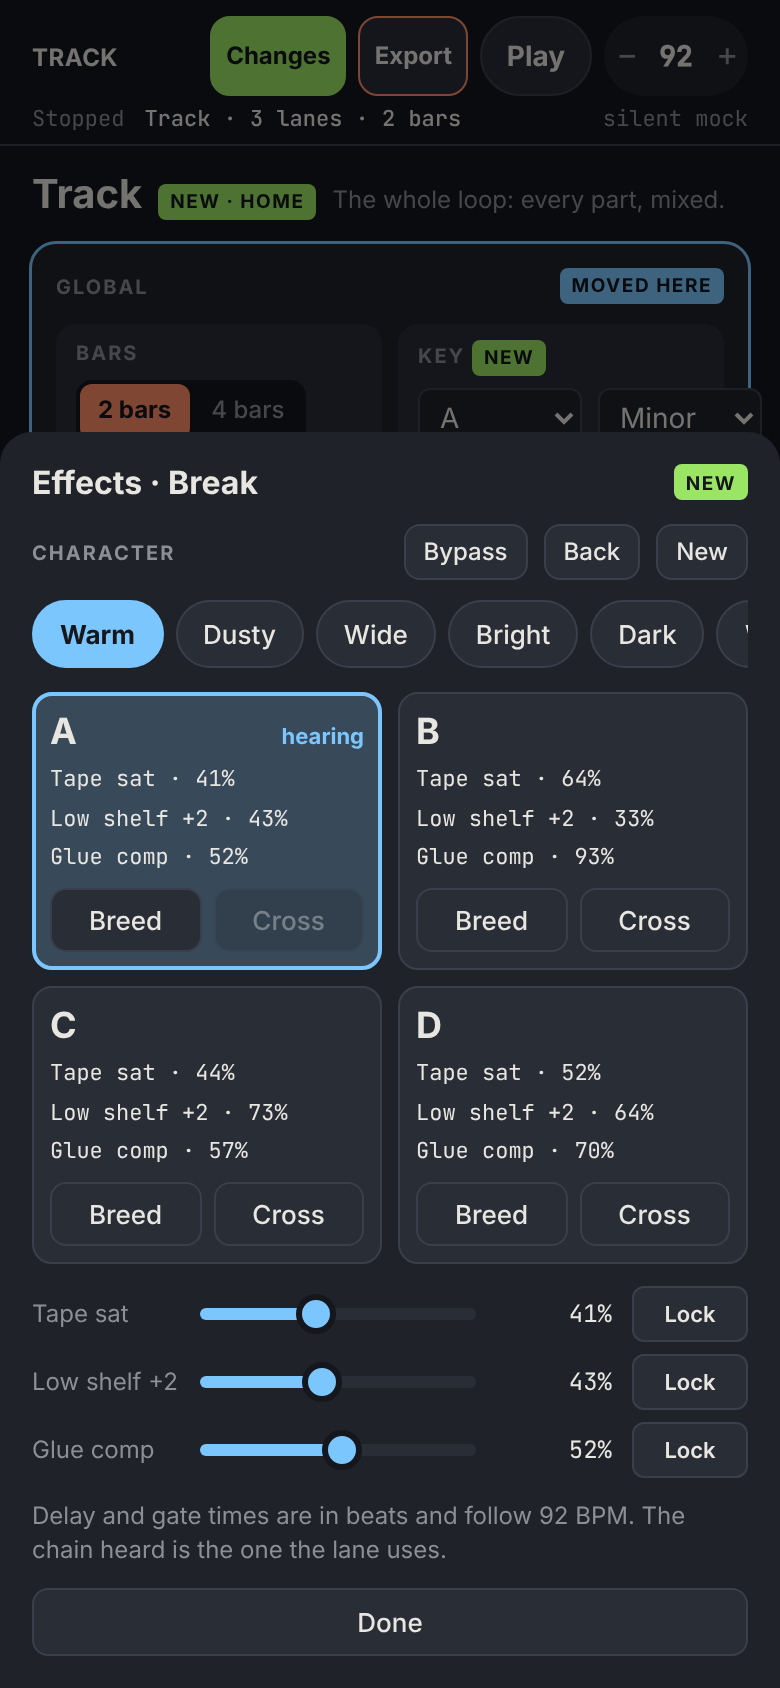 TRACK Changes Export Play − 92 +
Stopped Track · 3 lanes · 2 bars silent mock
Track NEW · HOME The whole loop: every part, mixed.
GLOBAL MOVED HERE
BARS KEY NEW
2 bars 4 bars A Minor
Effects · Break NEW
CHARACTER Bypass Back New
Warm Dusty Wide Bright Dark
A hearing
Tape sat · 41%
Low shelf +2 · 43%
Glue comp · 52%
Breed Cross
B
Tape sat · 64%
Low shelf +2 · 33%
Glue comp · 93%
Breed Cross
C
Tape sat · 44%
Low shelf +2 · 73%
Glue comp · 57%
Breed Cross
D
Tape sat · 52%
Low shelf +2 · 64%
Glue comp · 70%
Breed Cross
Tape sat 41% Lock
Low shelf +2 43% Lock
Glue comp 52% Lock
Delay and gate times are in beats and follow 92 BPM. The
chain heard is the one the lane uses.
Done